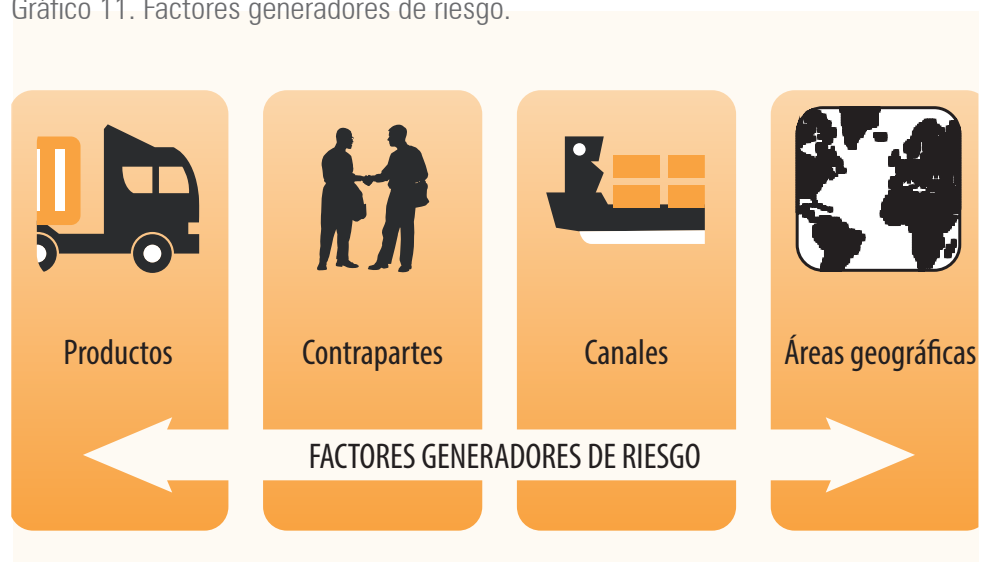 Gráfico 11. Factores generadores de riesgo.
Productos
Contrapartes
Canales
Áreas geográficas
FACTORES GENERADORES DE RIESGO